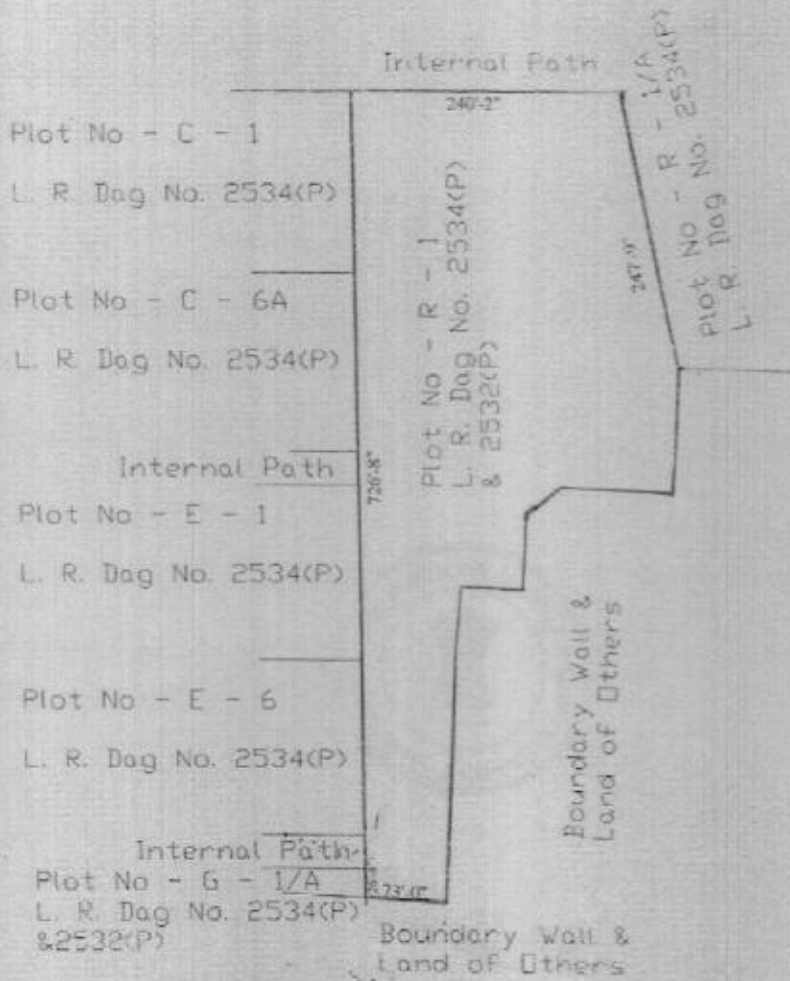 Internal Path
240'-2"
Plot No - C - 1
L. R. Dag No. 2534(P)
Plot No - R - 1/A
L. R. Dag No. 2534(P)
Plot No - R - 1
L. R. Dag No. 2534(P)
& 2532(P)
247'-9"
Plot No - C - 6A
L. R. Dag No. 2534(P)
Internal Path
726'-8"
Plot No - E - 1
L. R. Dag No. 2534(P)
Boundary Wall &
Land of Others
Plot No - E - 6
L. R. Dag No. 2534(P)
Internal Path
Plot No - G - 1/A
L. R. Dag No. 2534(P)
&2532(P)
73'-0"
Boundary Wall &
Land of Others